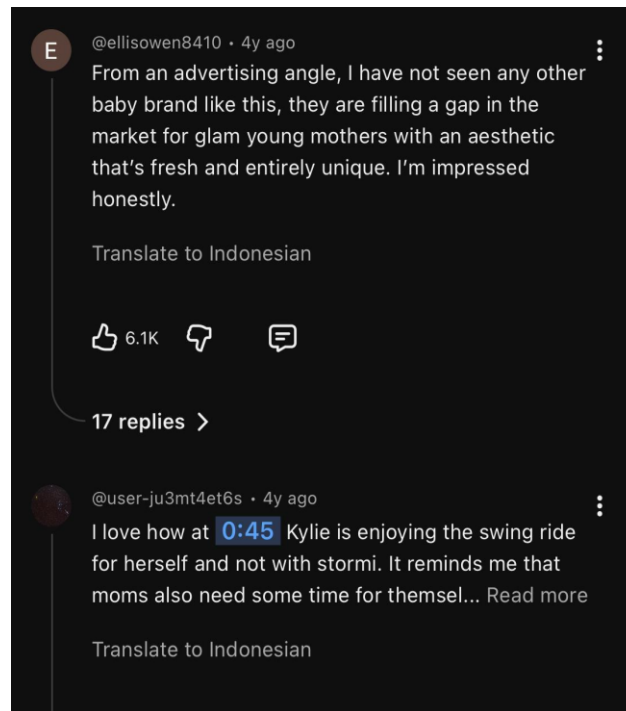 E
@ellisowen8410 • 4y ago
From an advertising angle, I have not seen any other
baby brand like this, they are filling a gap in the
market for glam young mothers with an aesthetic
that’s fresh and entirely unique. I’m impressed
honestly.
Translate to Indonesian
6.1K
17 replies
@user-ju3mt4et6s • 4y ago
I love how at 0:45 Kylie is enjoying the swing ride
for herself and not with stormi. It reminds me that
moms also need some time for themsel... Read more
Translate to Indonesian